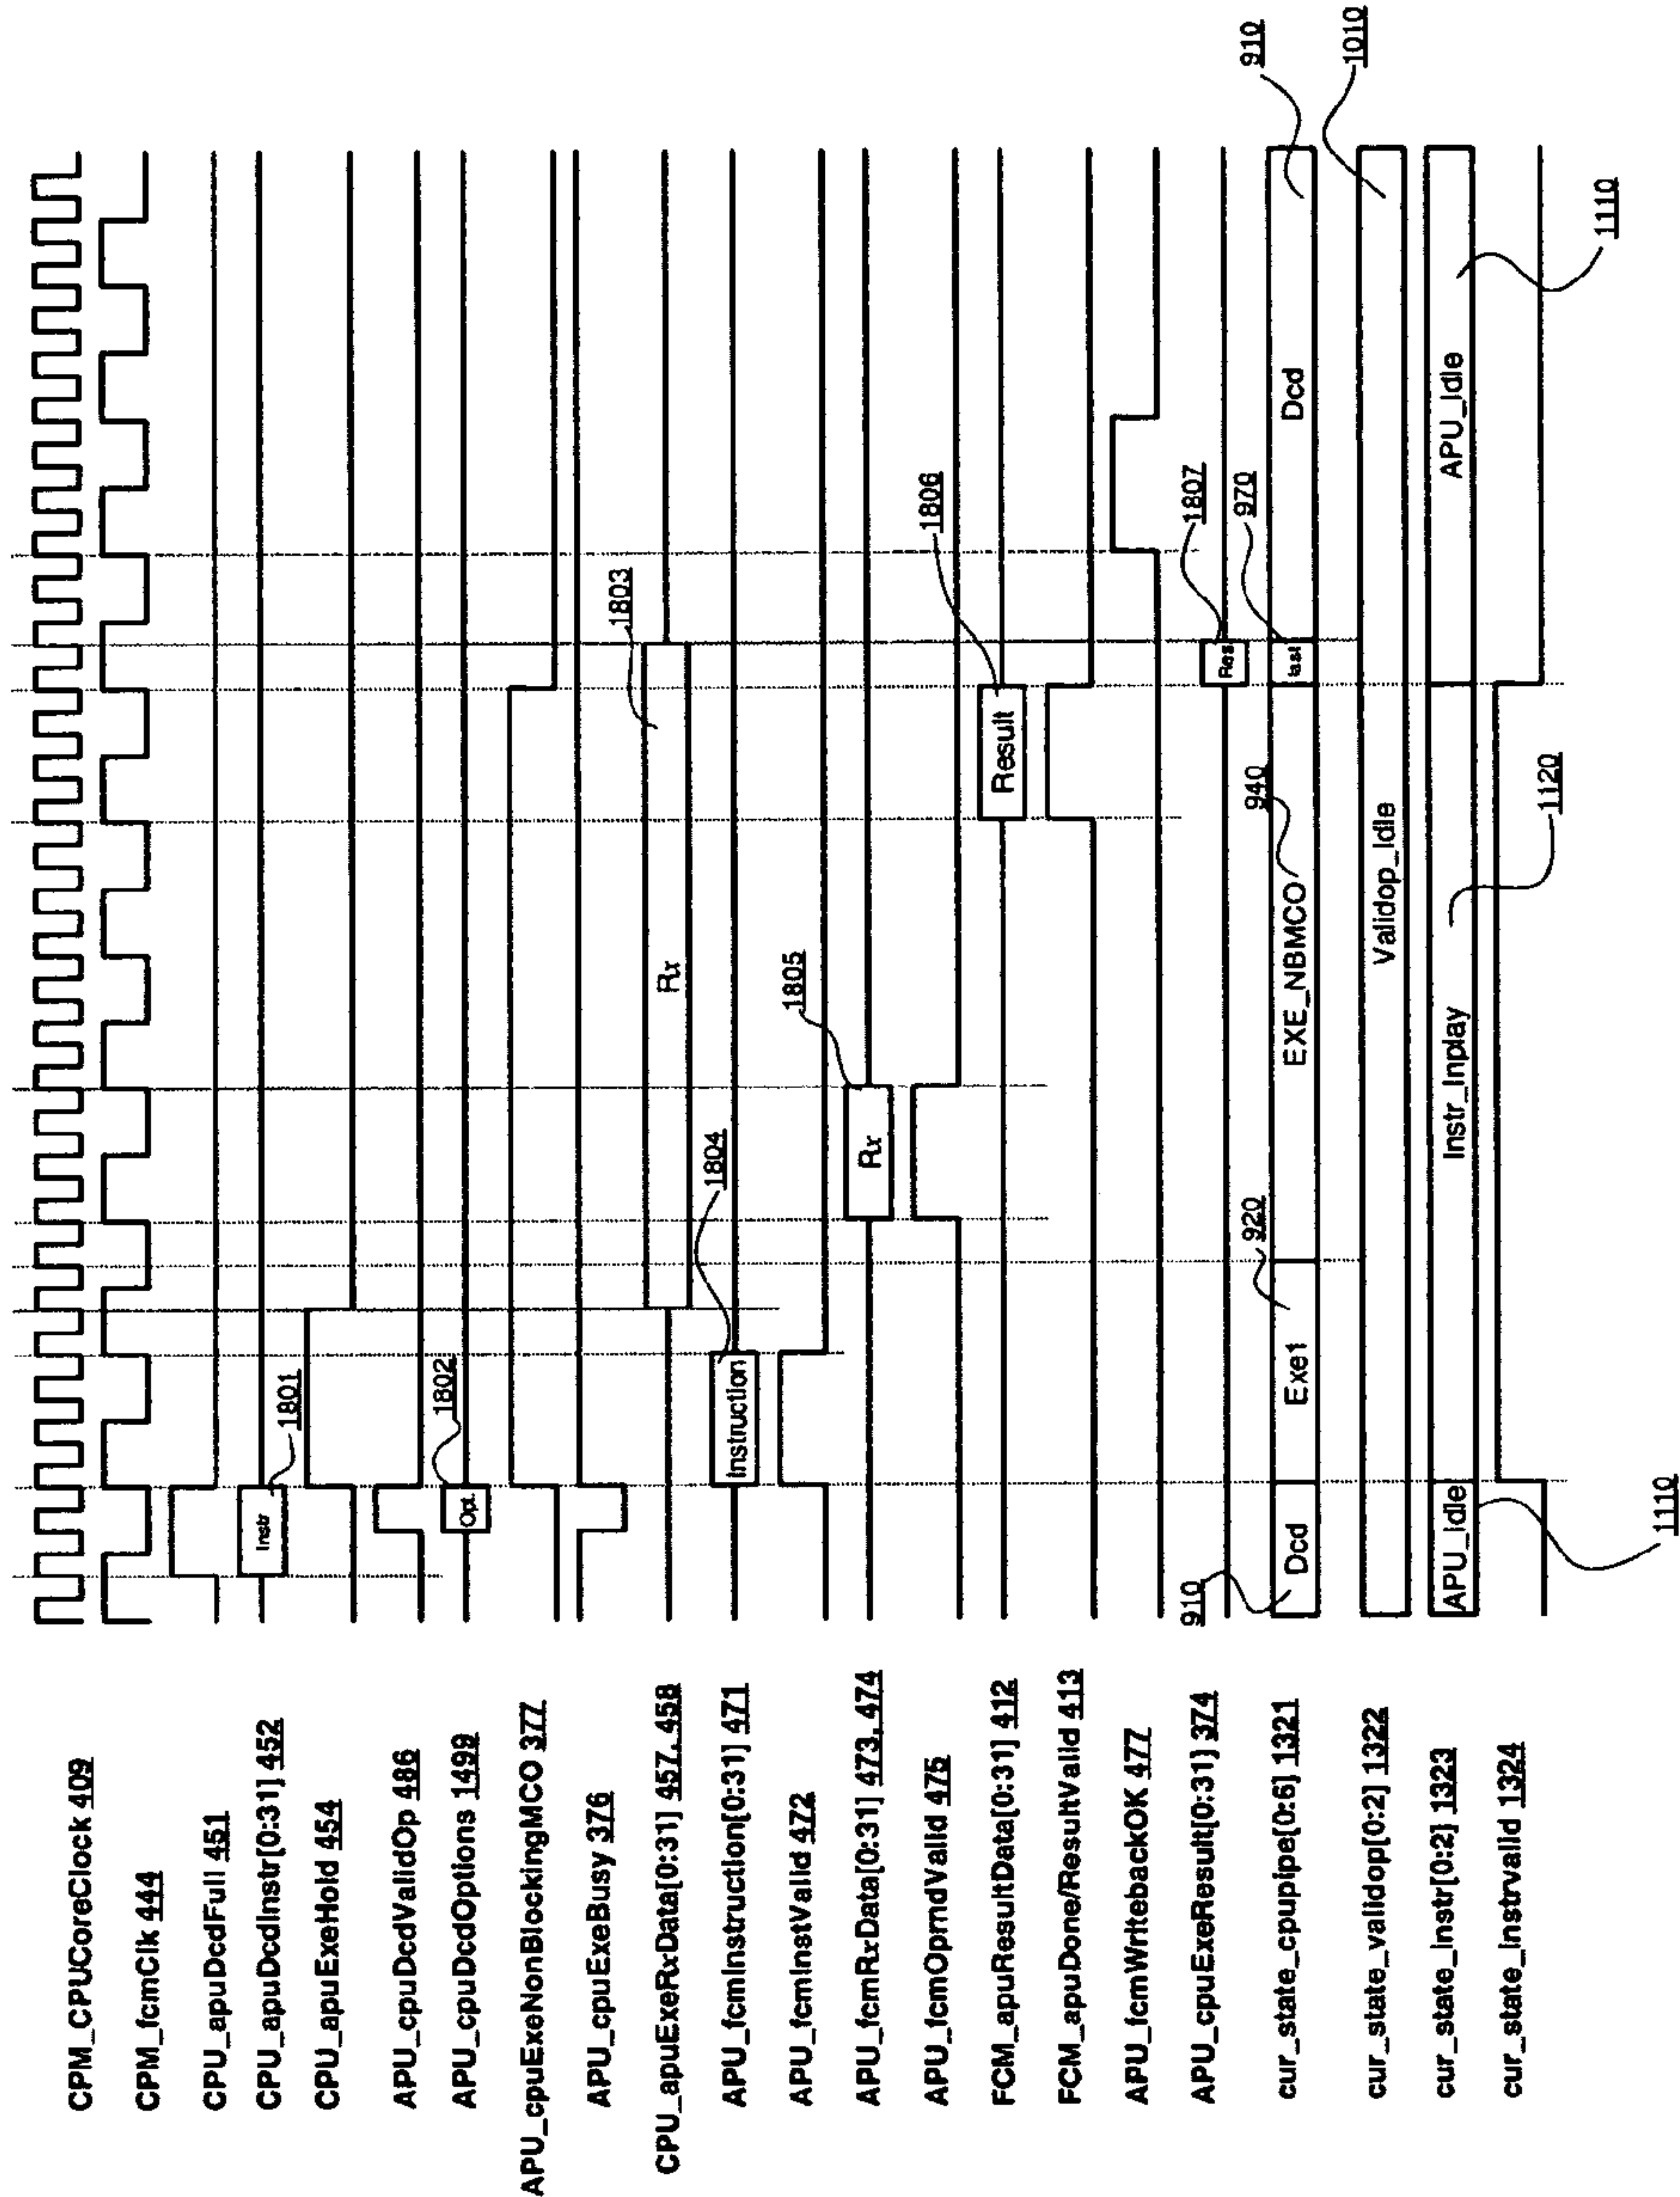 CPM_CPUCoreClock 409
CPM_fcmClk 444
CPU_apuDcdFull 451
CPU_apuDcdInstr[0:31] 452
Instr
1801
CPU_apuExeHold 454
APU_cpuDcdValidOp 486
APU_cpuDcdOptions 1499
Opt.
1802
APU_cpuExeNonBlockingMCO 377
APU_cpuExeBusy 376
CPU_apuExeRxData[0:31] 457, 458
Rx
1803
APU_fcmInstruction[0:31] 471
Instruction
1804
APU_fcmInstValid 472
APU_fcmRxData[0:31] 473, 474
Rx
1805
APU_fcmOprndValid 475
FCM_apuResultData[0:31] 412
Result
1806
FCM_apuDone/ResultValid 413
APU_fcmWritebackOK 477
APU_cpuExeResult[0:31] 374
Res
1807
cur_state_cpupipe[0:6] 1321
910
Dcd
Exe1
920
EXE_NBMCO
940
last
970
Dcd
910
cur_state_validop[0:2] 1322
Validop_Idle
1010
cur_state_Instr[0:2] 1323
APU_Idle
1110
Instr_Inplay
1120
APU_Idle
1110
cur_state_Instrvalid 1324